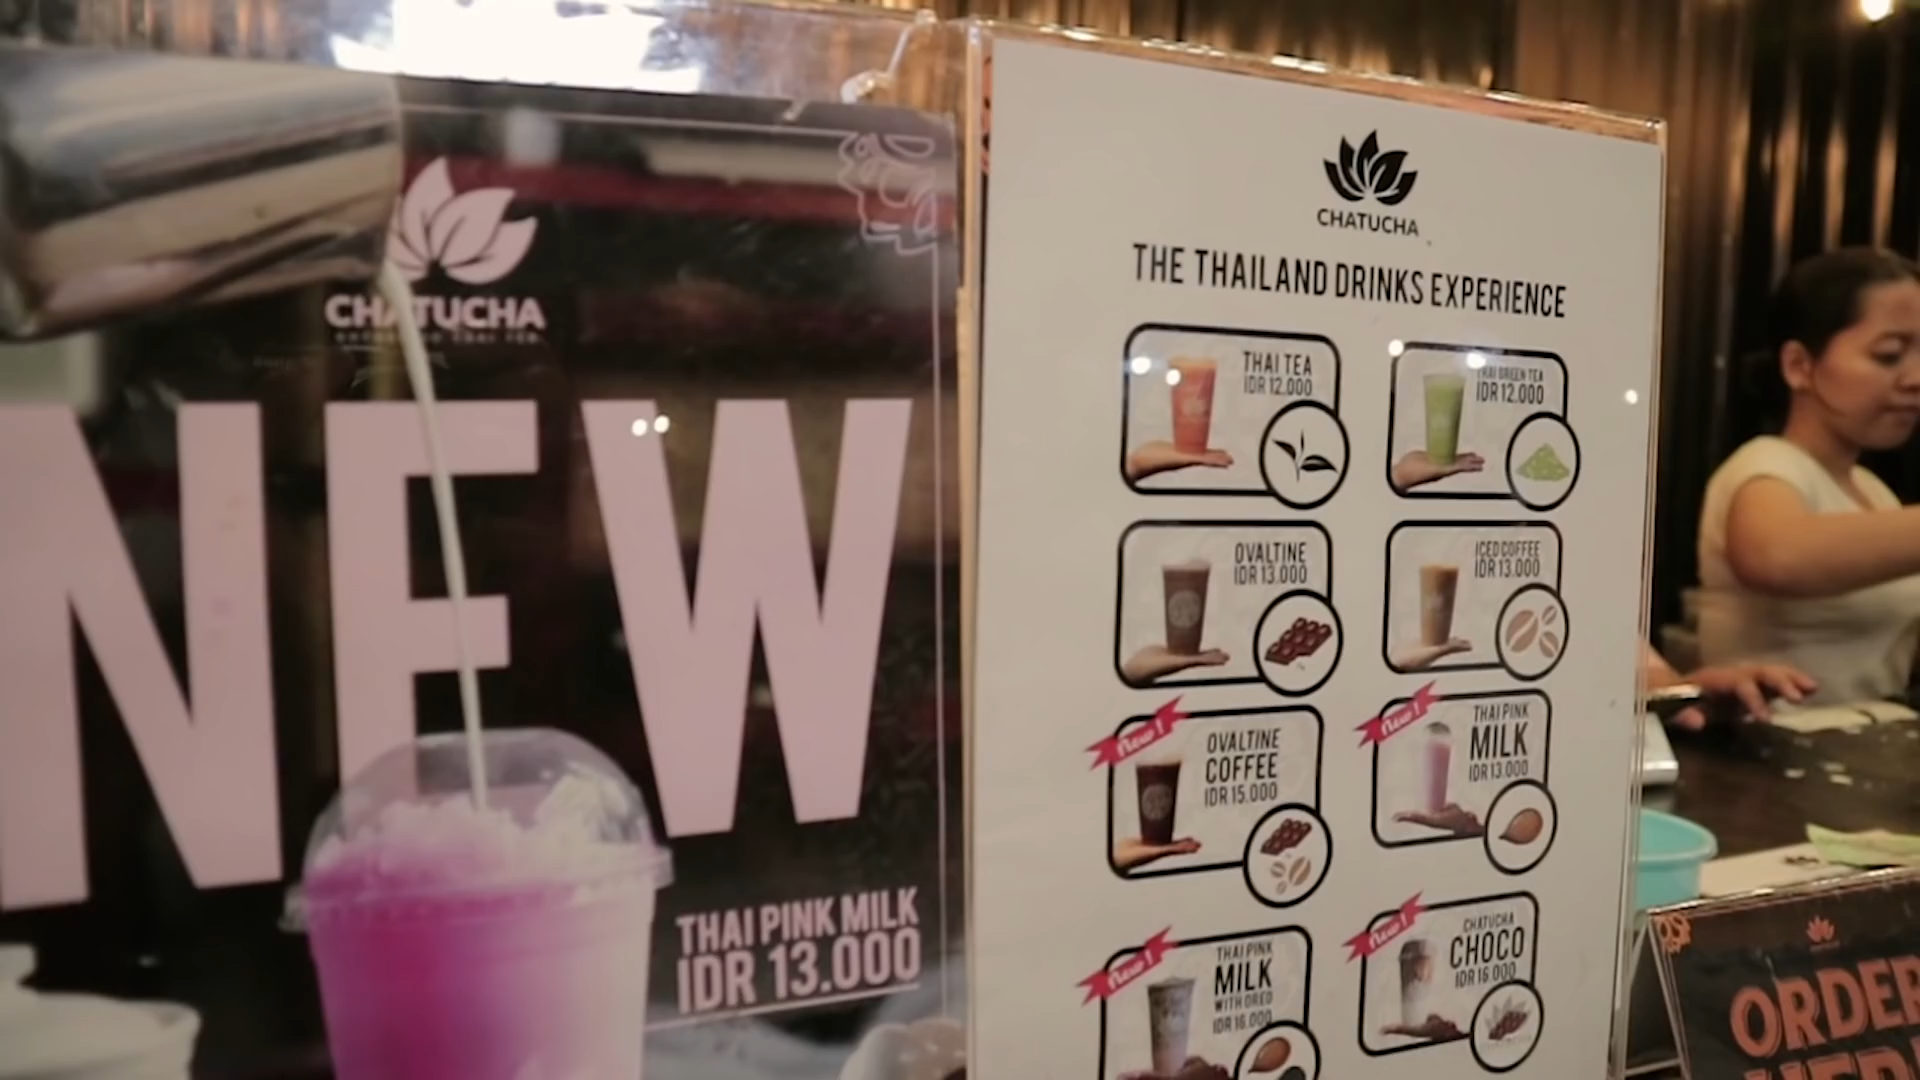 CHATUCHA
NEW
THAI PINK MILK
IDR 13.000
CHATUCHA
THE THAILAND DRINKS EXPERIENCE
THAI TEA
IDR 12.000
THAI GREEN TEA
IDR 12.000
OVALTINE
IDR 13.000
ICED COFFEE
IDR 13.000
New!
OVALTINE
COFFEE
IDR 15.000
New!
THAI PINK
MILK
IDR 13.000
New!
THAI PINK
MILK
WITH OREO
IDR 16.000
New!
CHATUCHA
CHOCO
IDR 16.000
ORDER